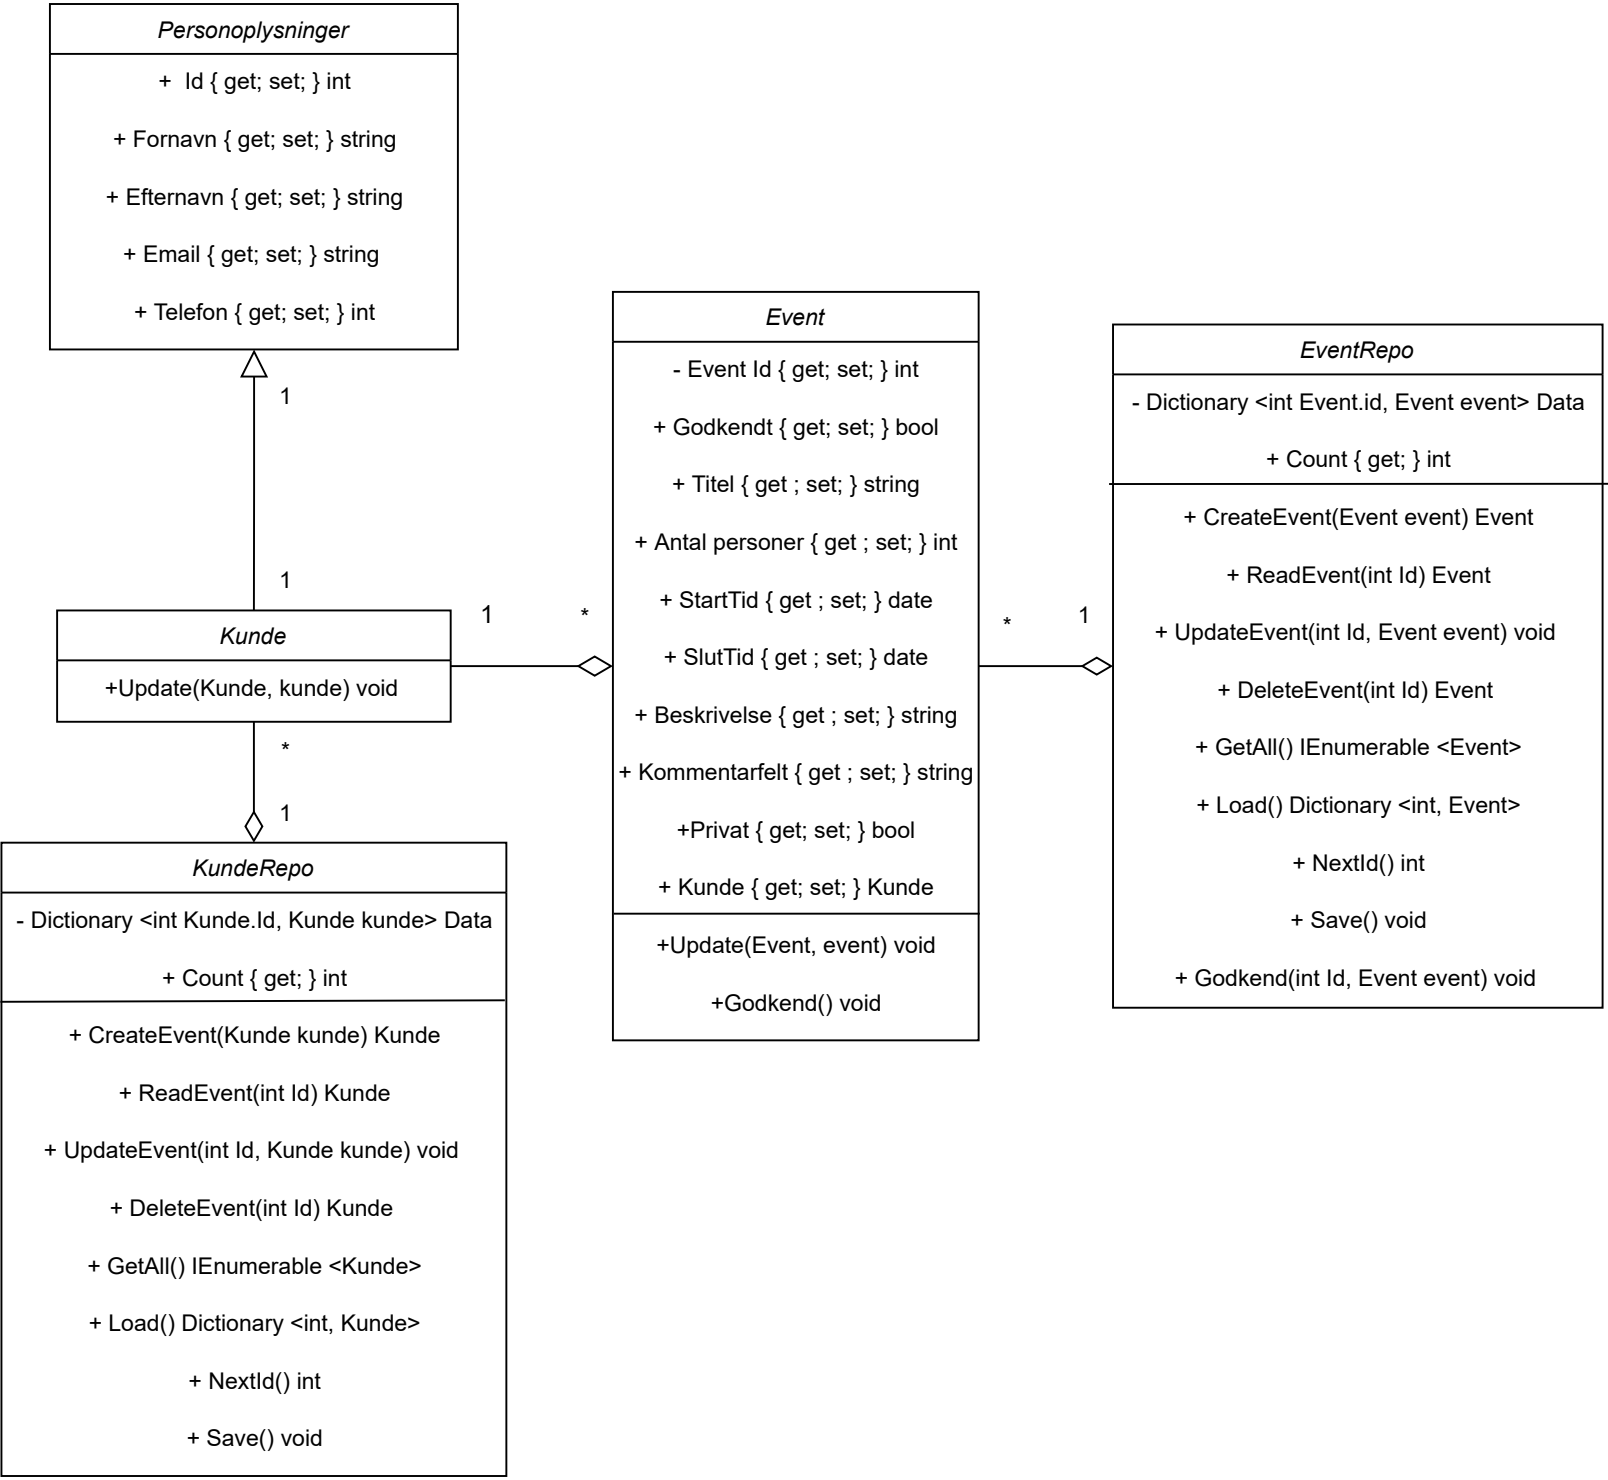 Personoplysninger
+ Id { get; set; } int
+ Fornavn { get; set; } string
+ Efternavn { get; set; } string
+ Email { get; set; } string
+ Telefon { get; set; } int
1
1
Kunde
+Update(Kunde, kunde) void
1
*
*
1
KundeRepo
- Dictionary <int Kunde.Id, Kunde kunde> Data
+ Count { get; } int
+ CreateEvent(Kunde kunde) Kunde
+ ReadEvent(int Id) Kunde
+ UpdateEvent(int Id, Kunde kunde) void
+ DeleteEvent(int Id) Kunde
+ GetAll() IEnumerable <Kunde>
+ Load() Dictionary <int, Kunde>
+ NextId() int
+ Save() void
Event
- Event Id { get; set; } int
+ Godkendt { get; set; } bool
+ Titel { get ; set; } string
+ Antal personer { get ; set; } int
+ StartTid { get ; set; } date
+ SlutTid { get ; set; } date
+ Beskrivelse { get ; set; } string
+ Kommentarfelt { get ; set; } string
+Privat { get; set; } bool
+ Kunde { get; set; } Kunde
+Update(Event, event) void
+Godkend() void
*
1
EventRepo
- Dictionary <int Event.id, Event event> Data
+ Count { get; } int
+ CreateEvent(Event event) Event
+ ReadEvent(int Id) Event
+ UpdateEvent(int Id, Event event) void
+ DeleteEvent(int Id) Event
+ GetAll() IEnumerable <Event>
+ Load() Dictionary <int, Event>
+ NextId() int
+ Save() void
+ Godkend(int Id, Event event) void